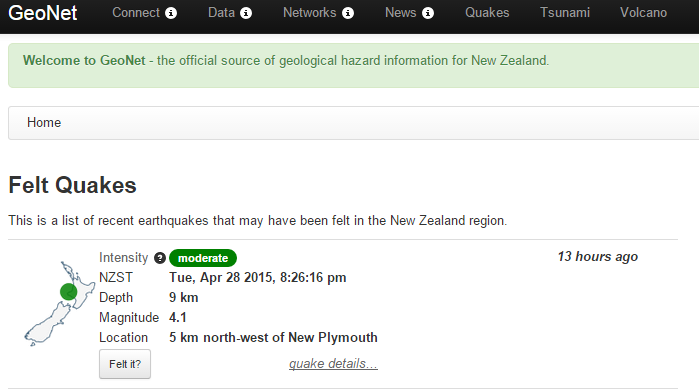 GeoNet Connect Data Networks News Quakes Tsunami Volcano
Welcome to GeoNet - the official source of geological hazard information for New Zealand.
Home
Felt Quakes
This is a list of recent earthquakes that may have been felt in the New Zealand region.
Intensity ? moderate 13 hours ago
NZST Tue, Apr 28 2015, 8:26:16 pm
Depth 9 km
Magnitude 4.1
Location 5 km north-west of New Plymouth
Felt it? quake details...